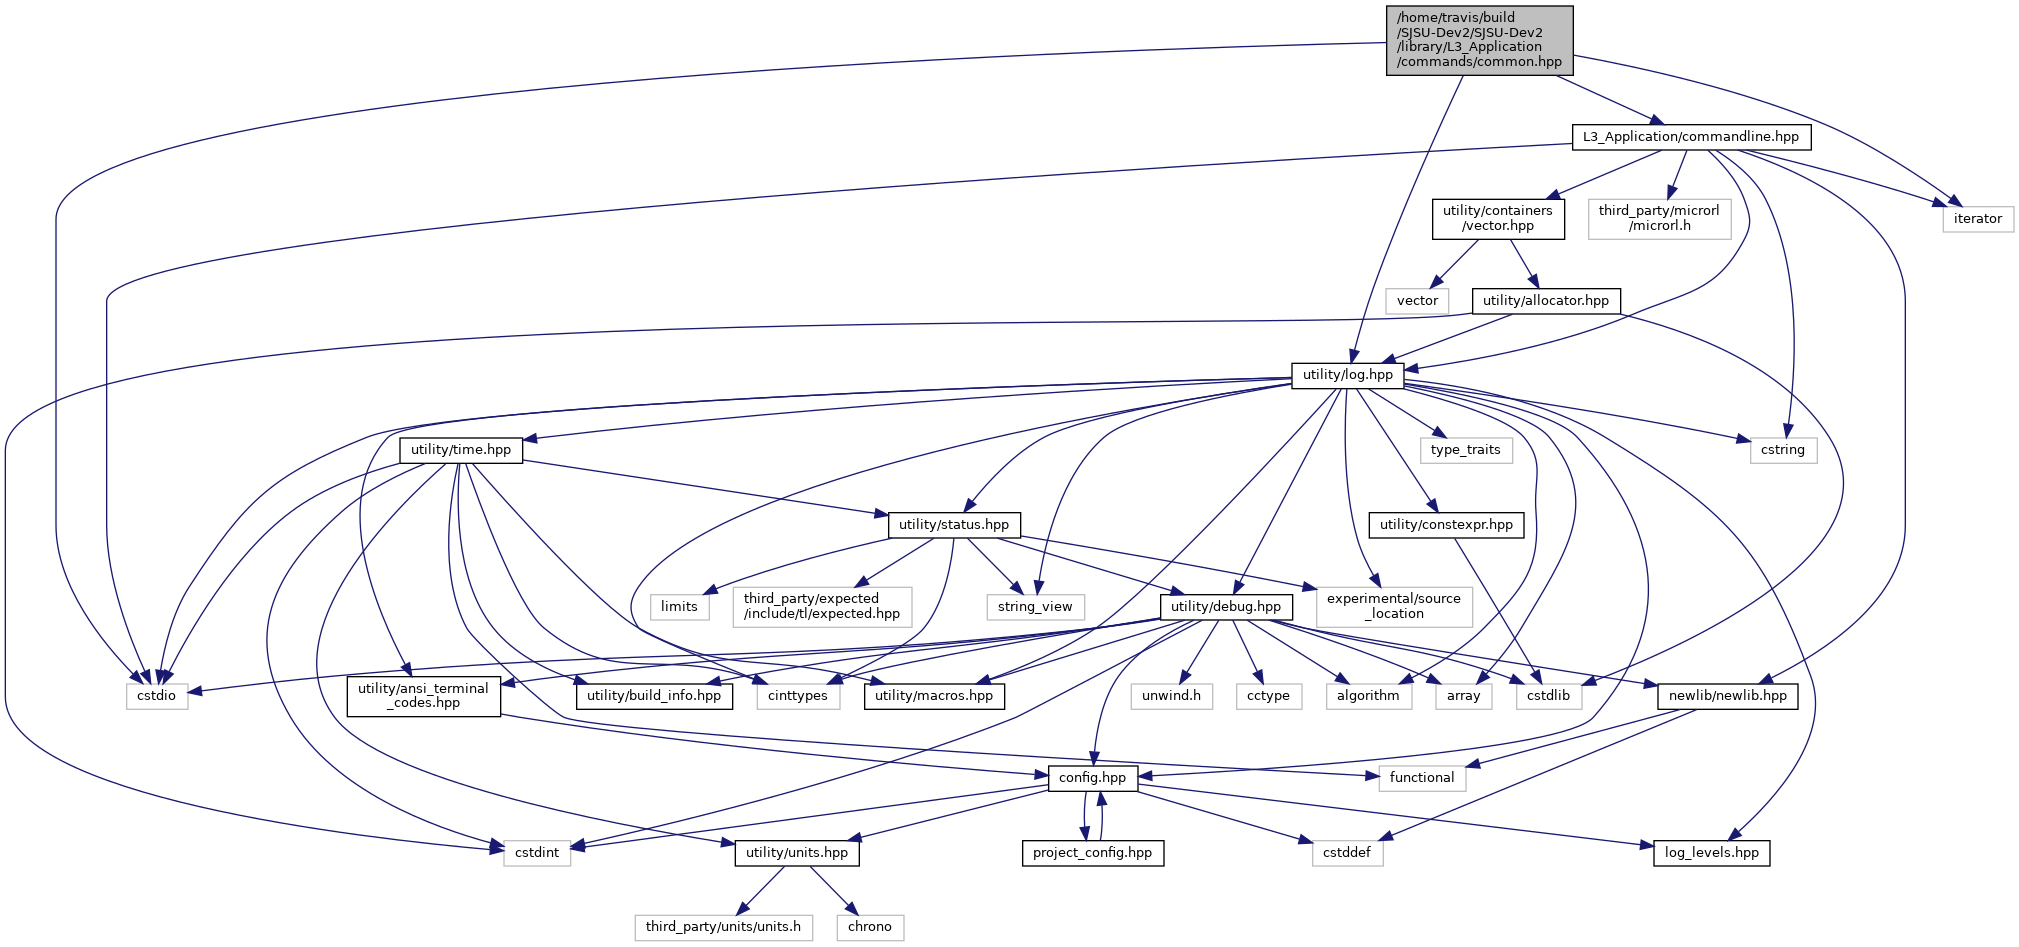 /home/travis/build
/SJSU-Dev2/SJSU-Dev2
/library/L3_Application
/commands/common.hpp
L3_Application/commandline.hpp
utility/containers
/vector.hpp
third_party/microrl
/microrl.h
iterator
vector
utility/allocator.hpp
utility/log.hpp
utility/time.hpp
type_traits
cstring
utility/status.hpp
utility/constexpr.hpp
limits
third_party/expected
/include/tl/expected.hpp
string_view
utility/debug.hpp
experimental/source
_location
cstdio
utility/ansi_terminal
_codes.hpp
utility/build_info.hpp
cinttypes
utility/macros.hpp
unwind.h
cctype
algorithm
array
cstdlib
newlib/newlib.hpp
config.hpp
functional
cstdint
utility/units.hpp
project_config.hpp
cstddef
log_levels.hpp
third_party/units/units.h
chrono